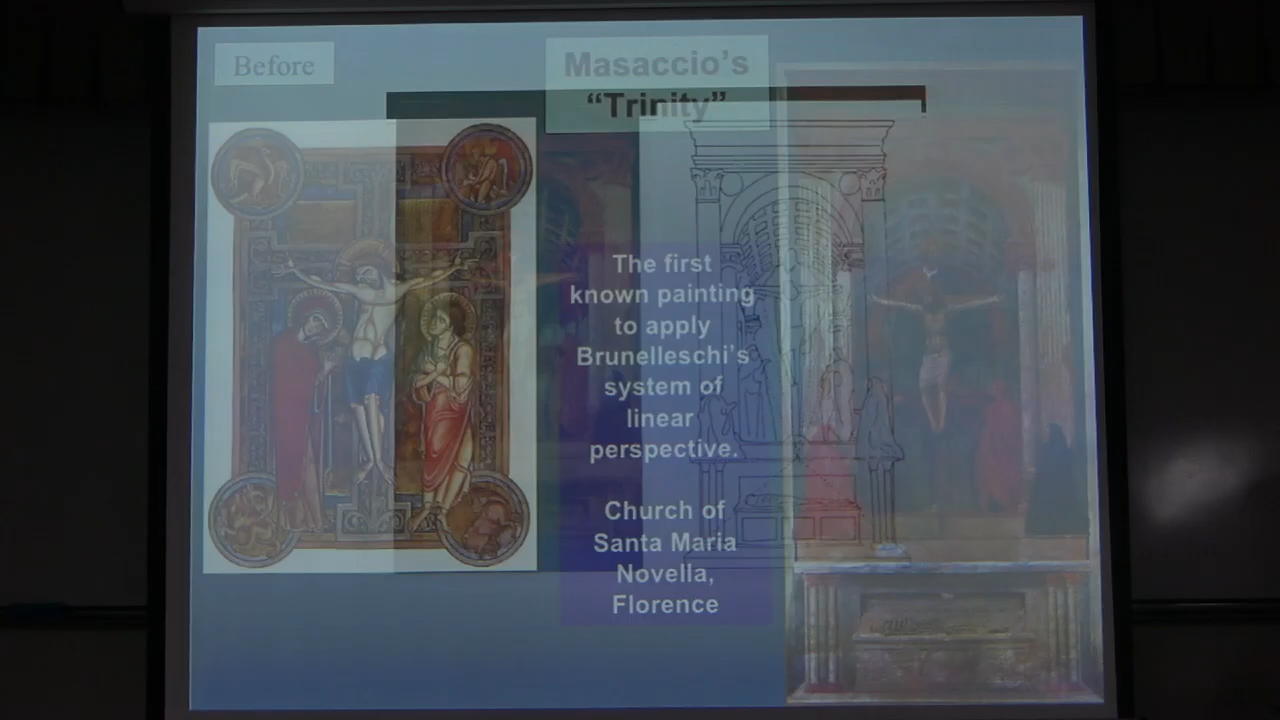 Before
Masaccio's
"Trinity"
The first
known painting
to apply
Brunelleschi's
system of
linear
perspective.
Church of
Santa Maria
Novella,
Florence